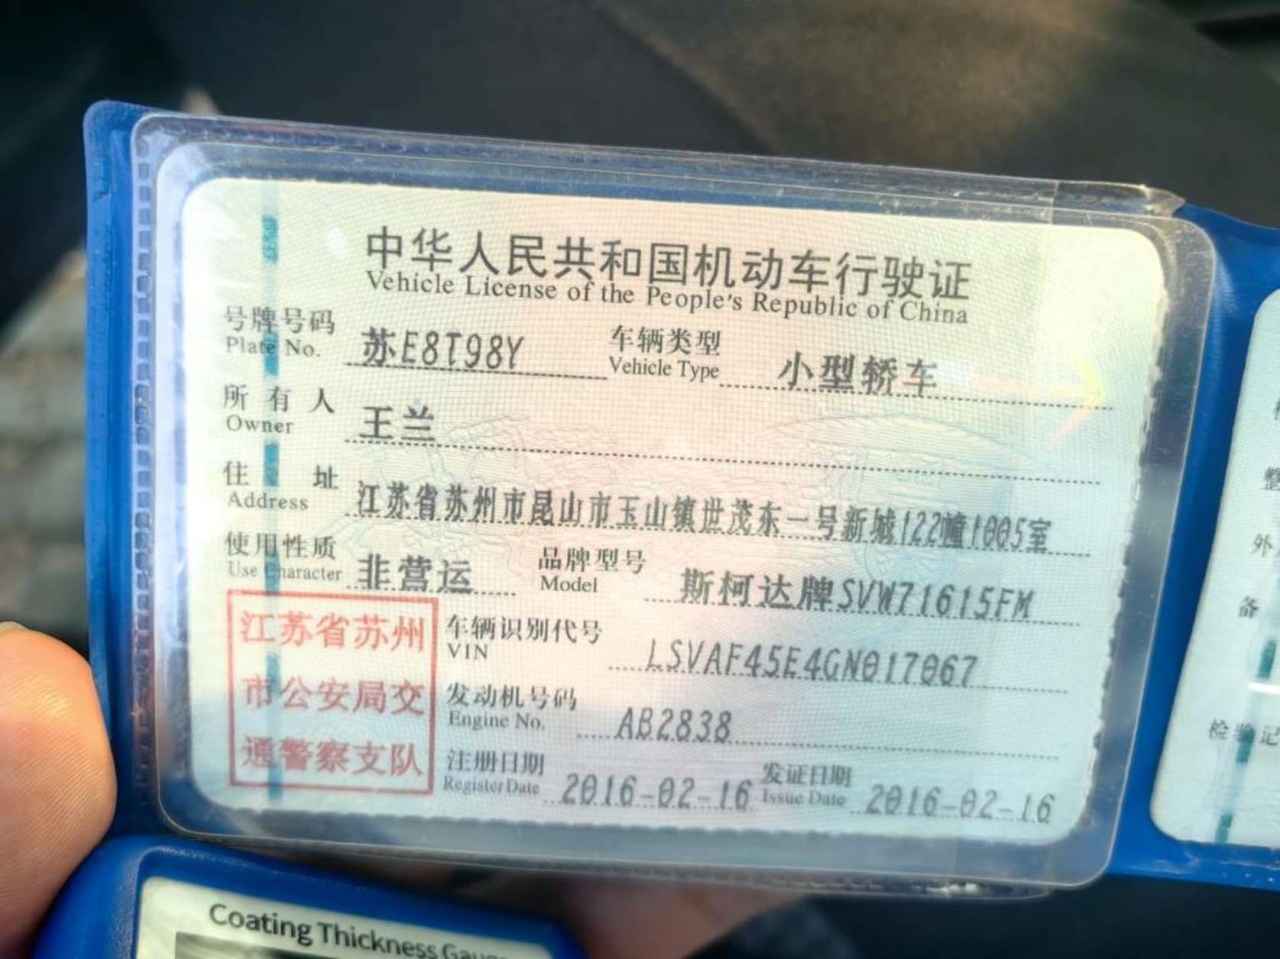 中华人民共和国机动车行驶证
Vehicle License of the People's Republic of China
号牌号码 苏E8T98Y 车辆类型 小型轿车
Plate No. Vehicle Type
所有人 王兰
Owner
住址 江苏省苏州市昆山市玉山镇世茂东一号新城122幢1005室
Address
使用性质 非营运 品牌型号 斯柯达牌SVW71615FM
Use Character Model
江苏省苏州
市公安局交
通警察支队
车辆识别代号 LSVAF45E4GN017067
VIN
发动机号码 AB2838
Engine No.
注册日期 2016-02-16 发证日期 2016-02-16
Register Date Issue Date
整
外
备
检验记
Coating Thickness